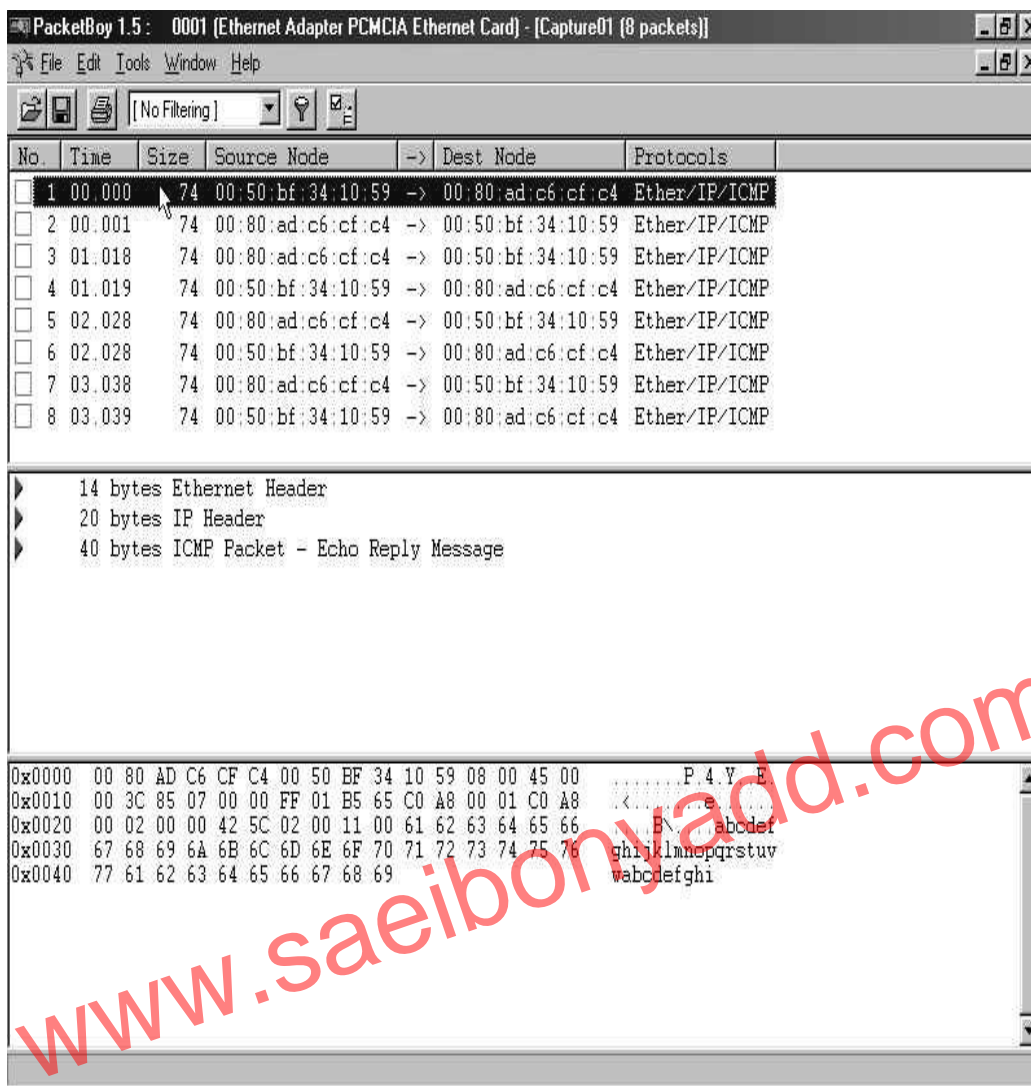 PacketBoy 1.5 : 0001 (Ethernet Adapter PCMCIA Ethernet Card) - [Capture01 (8 packets)]
File Edit Tools Window Help
[ No Filtering ]
No. Time Size Source Node -> Dest Node Protocols
1 00.000 74 00:50:bf:34:10:59 -> 00:80:ad:c6:cf:c4 Ether/IP/ICMP
2 00.001 74 00:80:ad:c6:cf:c4 -> 00:50:bf:34:10:59 Ether/IP/ICMP
3 01.018 74 00:80:ad:c6:cf:c4 -> 00:50:bf:34:10:59 Ether/IP/ICMP
4 01.019 74 00:50:bf:34:10:59 -> 00:80:ad:c6:cf:c4 Ether/IP/ICMP
5 02.028 74 00:80:ad:c6:cf:c4 -> 00:50:bf:34:10:59 Ether/IP/ICMP
6 02.028 74 00:50:bf:34:10:59 -> 00:80:ad:c6:cf:c4 Ether/IP/ICMP
7 03.038 74 00:80:ad:c6:cf:c4 -> 00:50:bf:34:10:59 Ether/IP/ICMP
8 03.039 74 00:50:bf:34:10:59 -> 00:80:ad:c6:cf:c4 Ether/IP/ICMP
14 bytes Ethernet Header
20 bytes IP Header
40 bytes ICMP Packet - Echo Reply Message
0x0000 00 80 AD C6 CF C4 00 50 BF 34 10 59 08 00 45 00 .......P.4.Y..E.
0x0010 00 3C 85 07 00 00 FF 01 B5 65 C0 A8 00 01 C0 A8 .<.......e......
0x0020 00 02 00 00 42 5C 02 00 11 00 61 62 63 64 65 66 ....B\....abcdef
0x0030 67 68 69 6A 6B 6C 6D 6E 6F 70 71 72 73 74 75 76 ghijklmnopqrstuv
0x0040 77 61 62 63 64 65 66 67 68 69 wabcdefghi
www.saeibonyadd.com